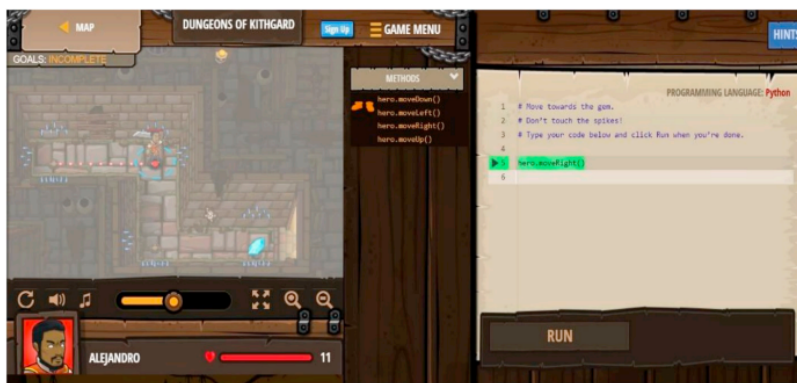 MAP
DUNGEONS OF KITHGARD
Sign Up
GAME MENU
HINTS
GOALS: INCOMPLETE
METHODS
hero.moveDown()
hero.moveLeft()
hero.moveRight()
hero.moveUp()
PROGRAMMING LANGUAGE: Python
1 # Move towards the gem.
2 # Don't touch the spikes!
3 # Type your code below and click Run when you're done.
4
5 hero.moveRight()
6
RUN
ALEJANDRO
11